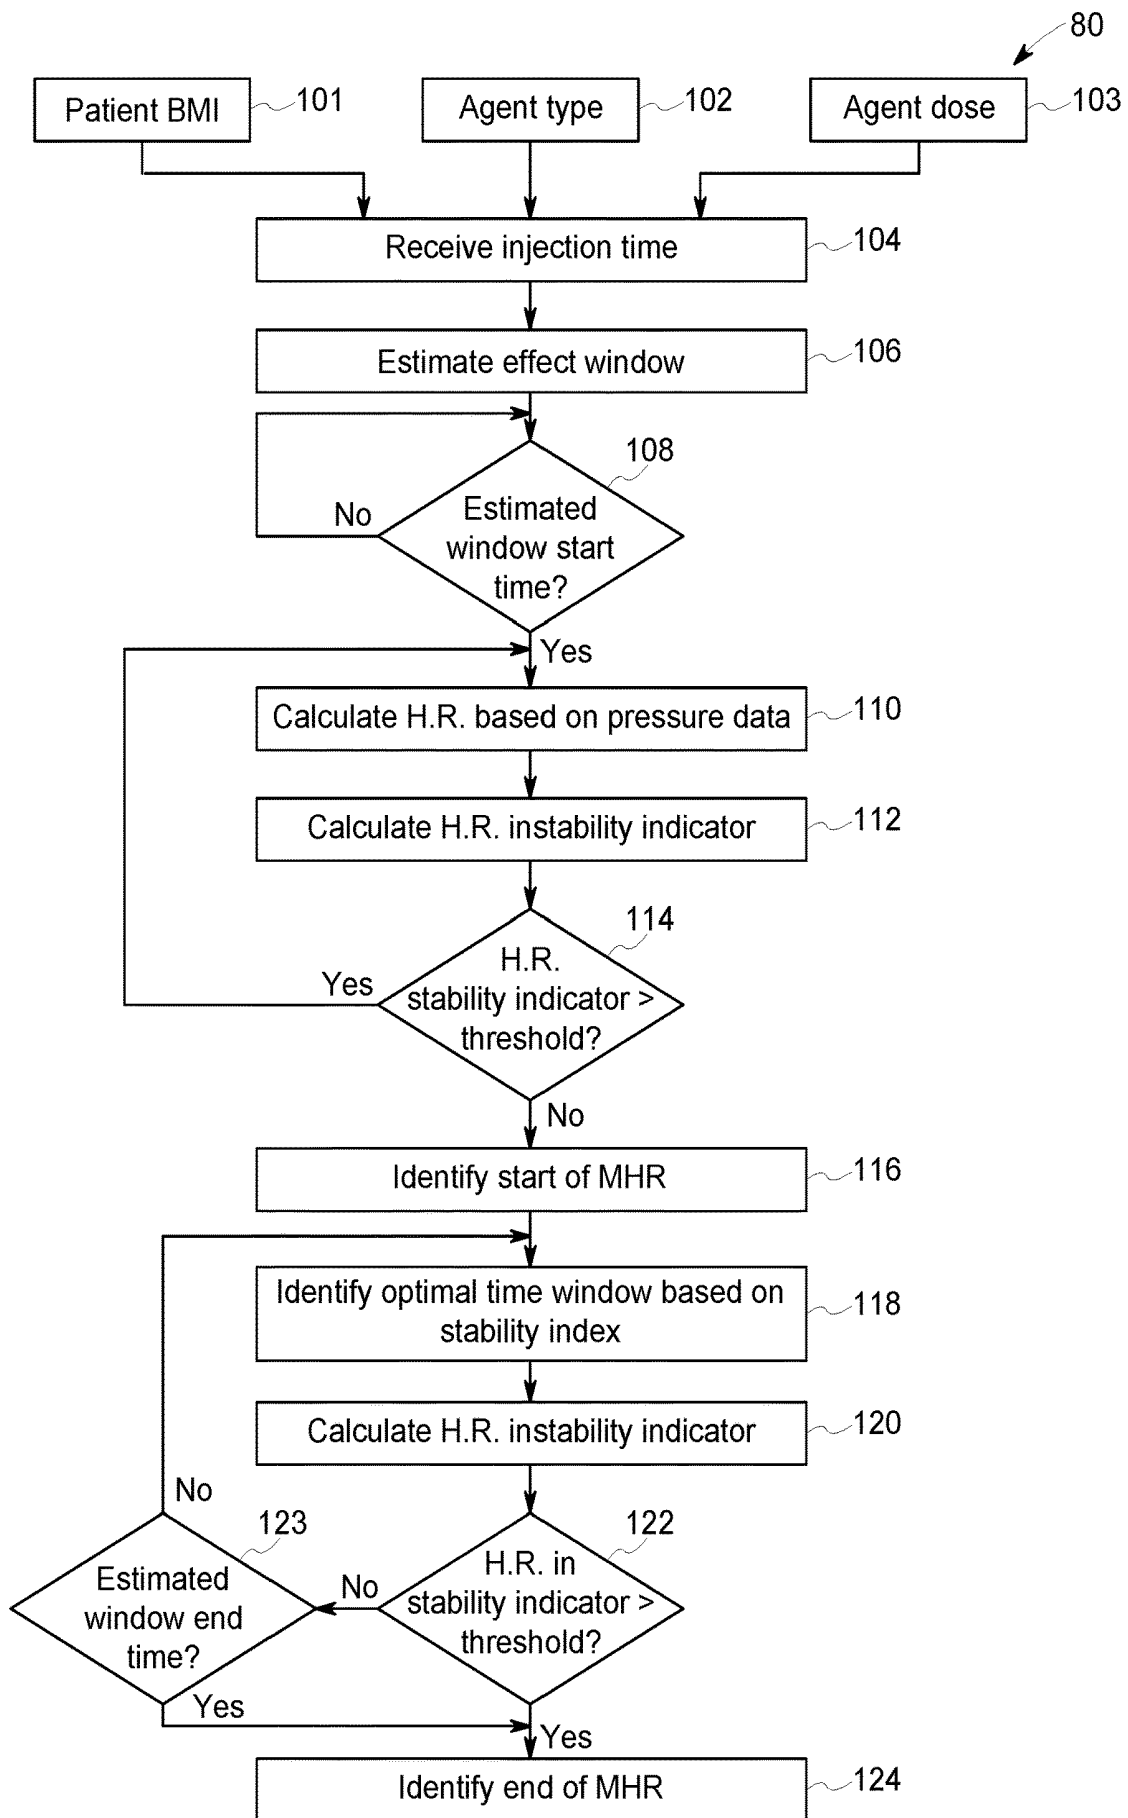 80
Patient BMI
101
Agent type
102
Agent dose
103
Receive injection time
104
Estimate effect window
106
108
No
Estimated
window start
time?
Yes
Calculate H.R. based on pressure data
110
Calculate H.R. instability indicator
112
114
Yes
H.R.
stability indicator >
threshold?
No
Identify start of MHR
116
Identify optimal time window based on
stability index
118
Calculate H.R. instability indicator
120
No
123
122
Estimated
window end
time?
No
H.R. in
stability indicator >
threshold?
Yes
Yes
Identify end of MHR
124